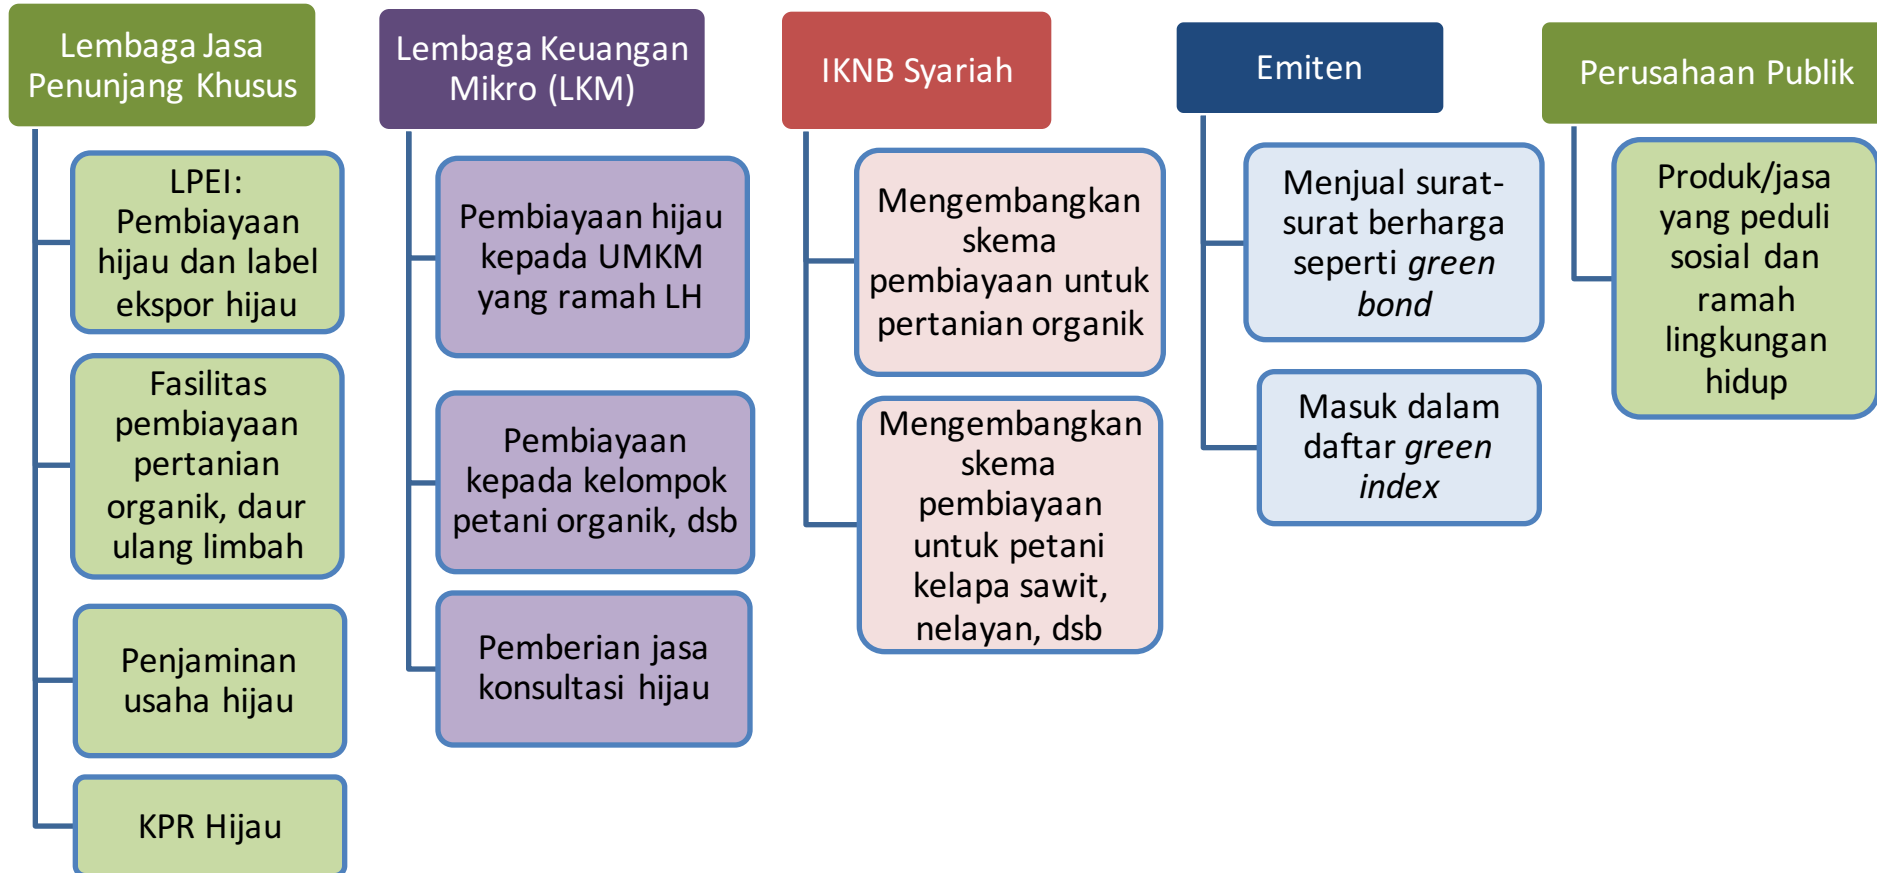 Lembaga Jasa
Penunjang Khusus
LPEI:
Pembiayaan
hijau dan label
ekspor hijau
Fasilitas
pembiayaan
pertanian
organik, daur
ulang limbah
Penjaminan
usaha hijau
KPR Hijau
Lembaga Keuangan
Mikro (LKM)
Pembiayaan hijau
kepada UMKM
yang ramah LH
Pembiayaan
kepada kelompok
petani organik, dsb
Pemberian jasa
konsultasi hijau
IKNB Syariah
Mengembangkan
skema
pembiayaan untuk
pertanian organik
Mengembangkan
skema
pembiayaan
untuk petani
kelapa sawit,
nelayan, dsb
Emiten
Menjual surat-
surat berharga
seperti green
bond
Masuk dalam
daftar green
index
Perusahaan Publik
Produk/jasa
yang peduli
sosial dan
ramah
lingkungan
hidup